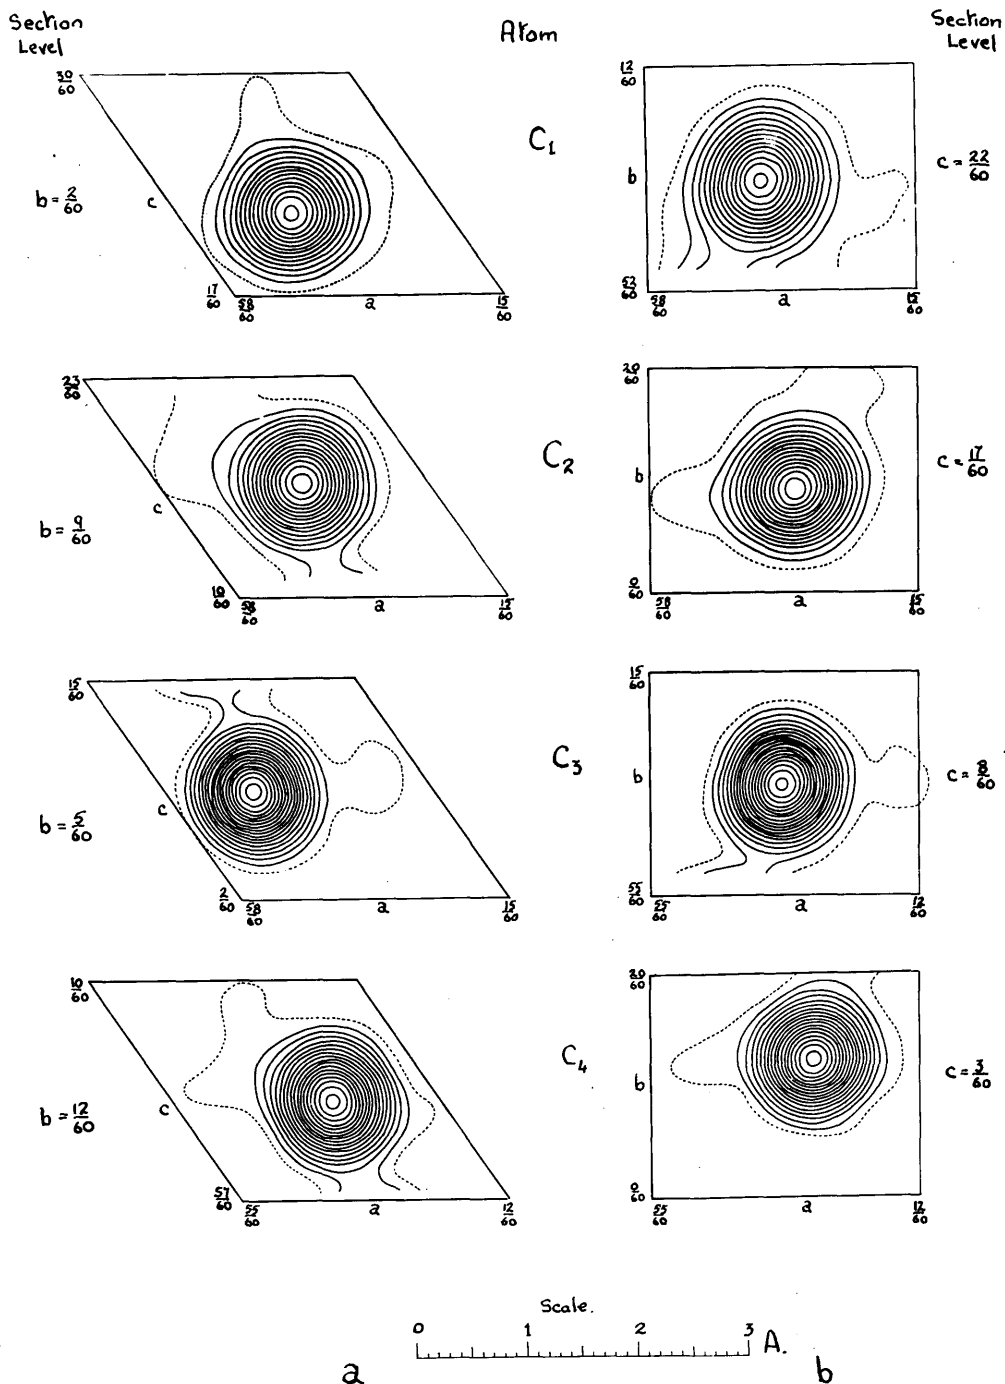 Section Level
Atom
Section Level
30/60
b = 2/60
c
17/60
58/60
a
15/60
C1
12/60
b
52/60
58/60
a
15/60
c = 22/60
23/60
b = 9/60
c
10/60
58/60
a
15/60
C2
20/60
b
0/60
58/60
a
15/60
c = 17/60
15/60
b = 5/60
c
2/60
58/60
a
15/60
C3
15/60
b
55/60
55/60
a
12/60
c = 8/60
10/60
b = 12/60
c
57/60
55/60
a
12/60
C4
20/60
b
0/60
55/60
a
12/60
c = 3/60
Scale.
0 1 2 3 A.
a b